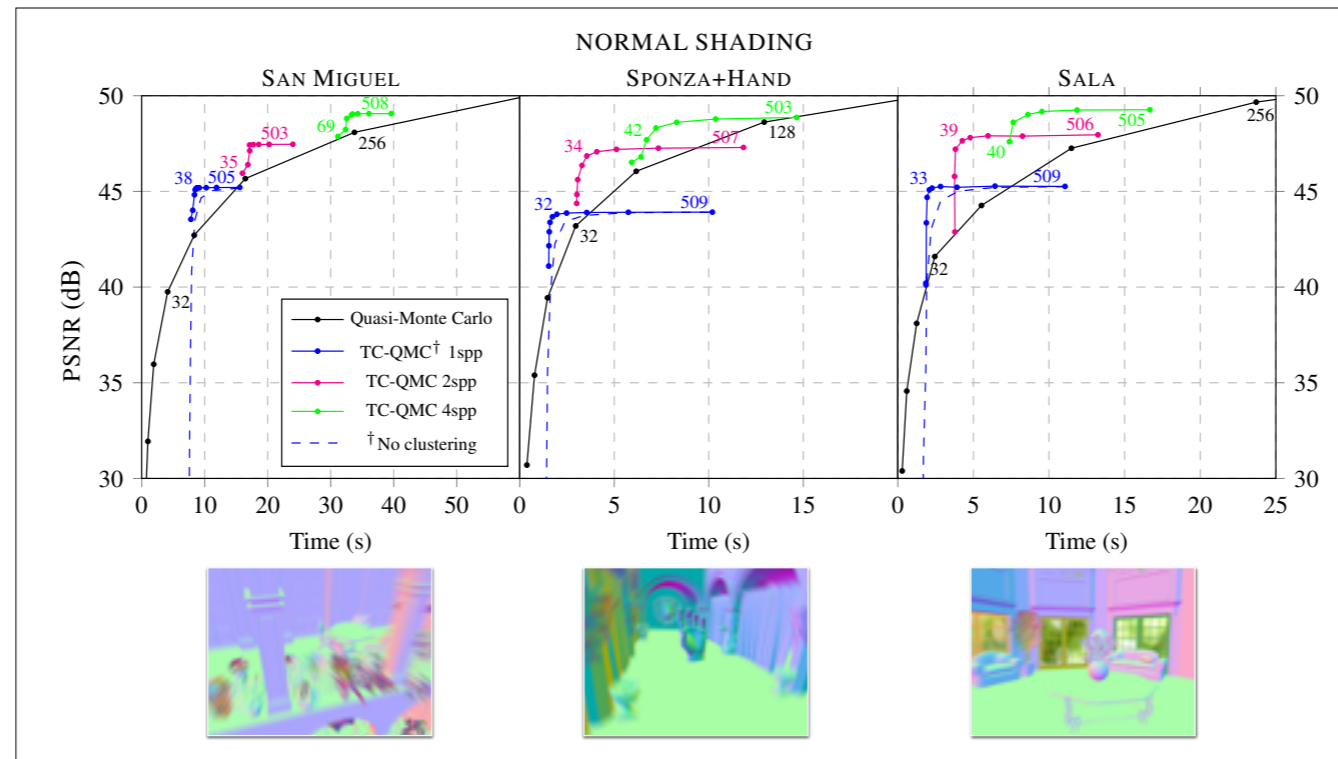 NORMAL SHADING
SAN MIGUEL
SPONZA+HAND
SALA
PSNR (dB)
50
45
40
35
30
38
505
35
503
69
508
256
32
32
509
34
507
42
503
128
32
33
509
39
506
40
505
256
32
50
45
40
35
30
Quasi-Monte Carlo
TC-QMC† 1spp
TC-QMC 2spp
TC-QMC 4spp
†No clustering
0 10 20 30 40 50
0 5 10 15
0 5 10 15 20 25
Time (s)
Time (s)
Time (s)